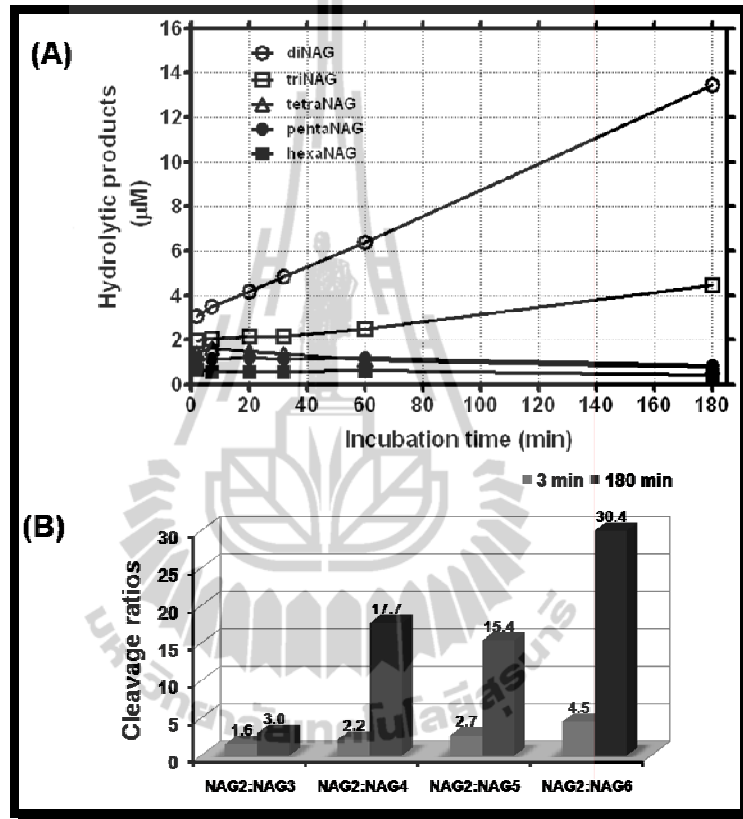 (A)
16
14
12
10
8
6
4
2
0
Hydrolytic products
(µM)
diNAG
triNAG
tetraNAG
pentaNAG
hexaNAG
0 20 40 60 80 100 120 140 160 180
Incubation time (min)
3 min 180 min
(B)
30
25
20
15
10
5
0
Cleavage ratios
1.6 3.0 2.2 17.7 2.7 15.4 4.5 30.4
NAG2:NAG3 NAG2:NAG4 NAG2:NAG5 NAG2:NAG6